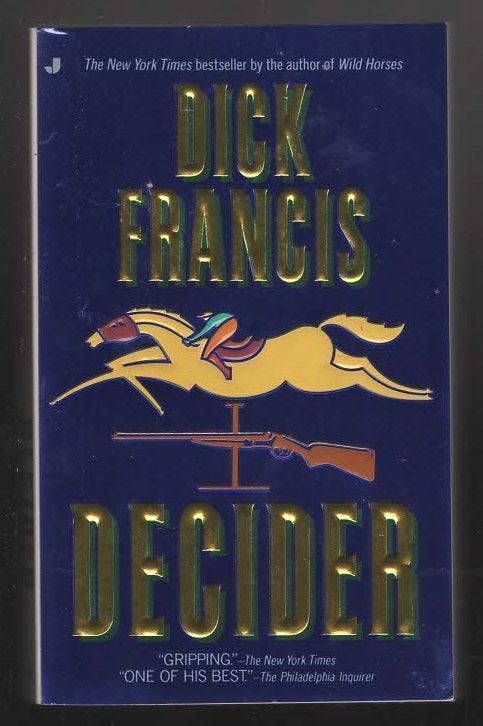 J The New York Times bestseller by the author of Wild Horses
DICK
FRANCIS
DECIDER
“GRIPPING.”–The New York Times
“ONE OF HIS BEST.”–The Philadelphia Inquirer